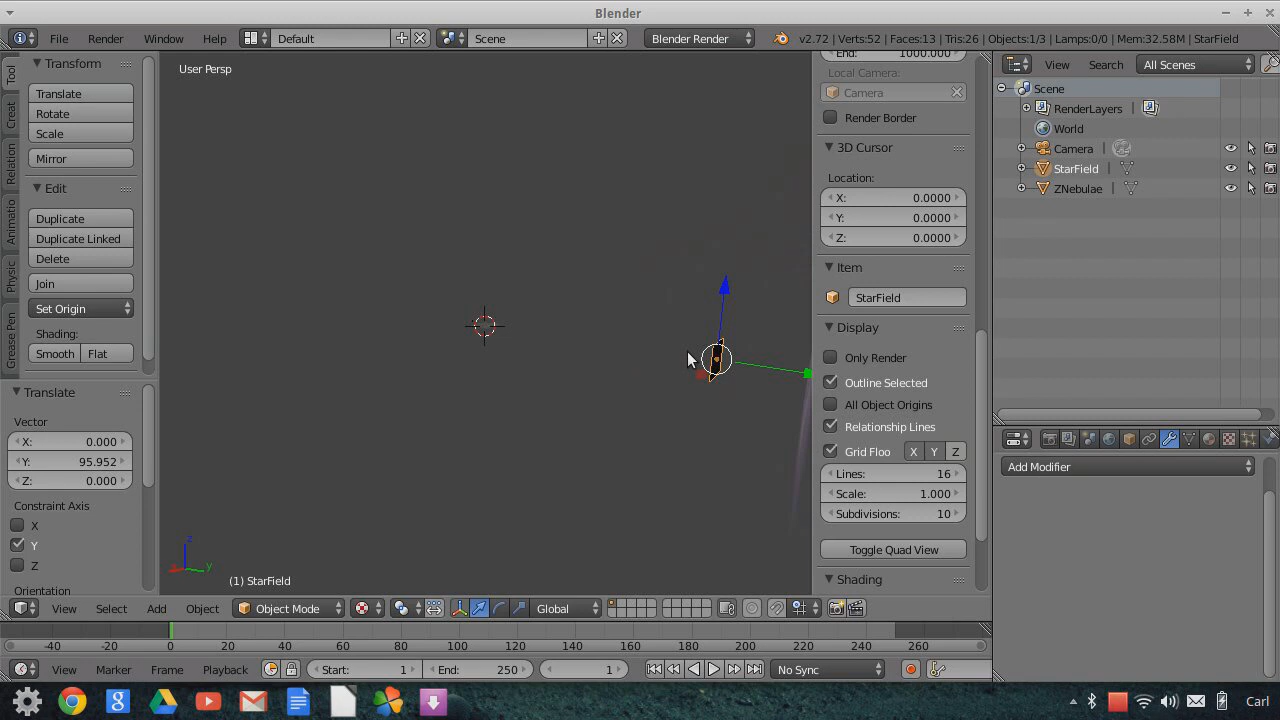 Blender
File Render Window Help Default Scene Blender Render v2.72 | Verts:52 | Faces:13 | Tris:26 | Objects:1/3 | Lamps:0/0 | Mem:32.58M | StarField
Tool
Creat
Relation
Animatio
Physic
Grease Pen
Transform
Translate
Rotate
Scale
Mirror
Edit
Duplicate
Duplicate Linked
Delete
Join
Set Origin
Shading:
Smooth Flat
Translate
Vector
X: 0.000
Y: 95.952
Z: 0.000
Constraint Axis
X
Y
Z
Orientation
User Persp
z
y
(1) StarField
End: 1000.000
Local Camera:
Camera
Render Border
3D Cursor
Location:
X: 0.0000
Y: 0.0000
Z: 0.0000
Item
StarField
Display
Only Render
Outline Selected
All Object Origins
Relationship Lines
Grid Floo X Y Z
Lines: 16
Scale: 1.000
Subdivisions: 10
Toggle Quad View
Shading
View Search All Scenes
Scene
RenderLayers |
World
Camera |
StarField |
ZNebulae |
Add Modifier
View Select Add Object Object Mode Global
-40 -20 0 20 40 60 80 100 120 140 160 180 200 220 240 260
View Marker Frame Playback Start: 1 End: 250 1 No Sync
Carl